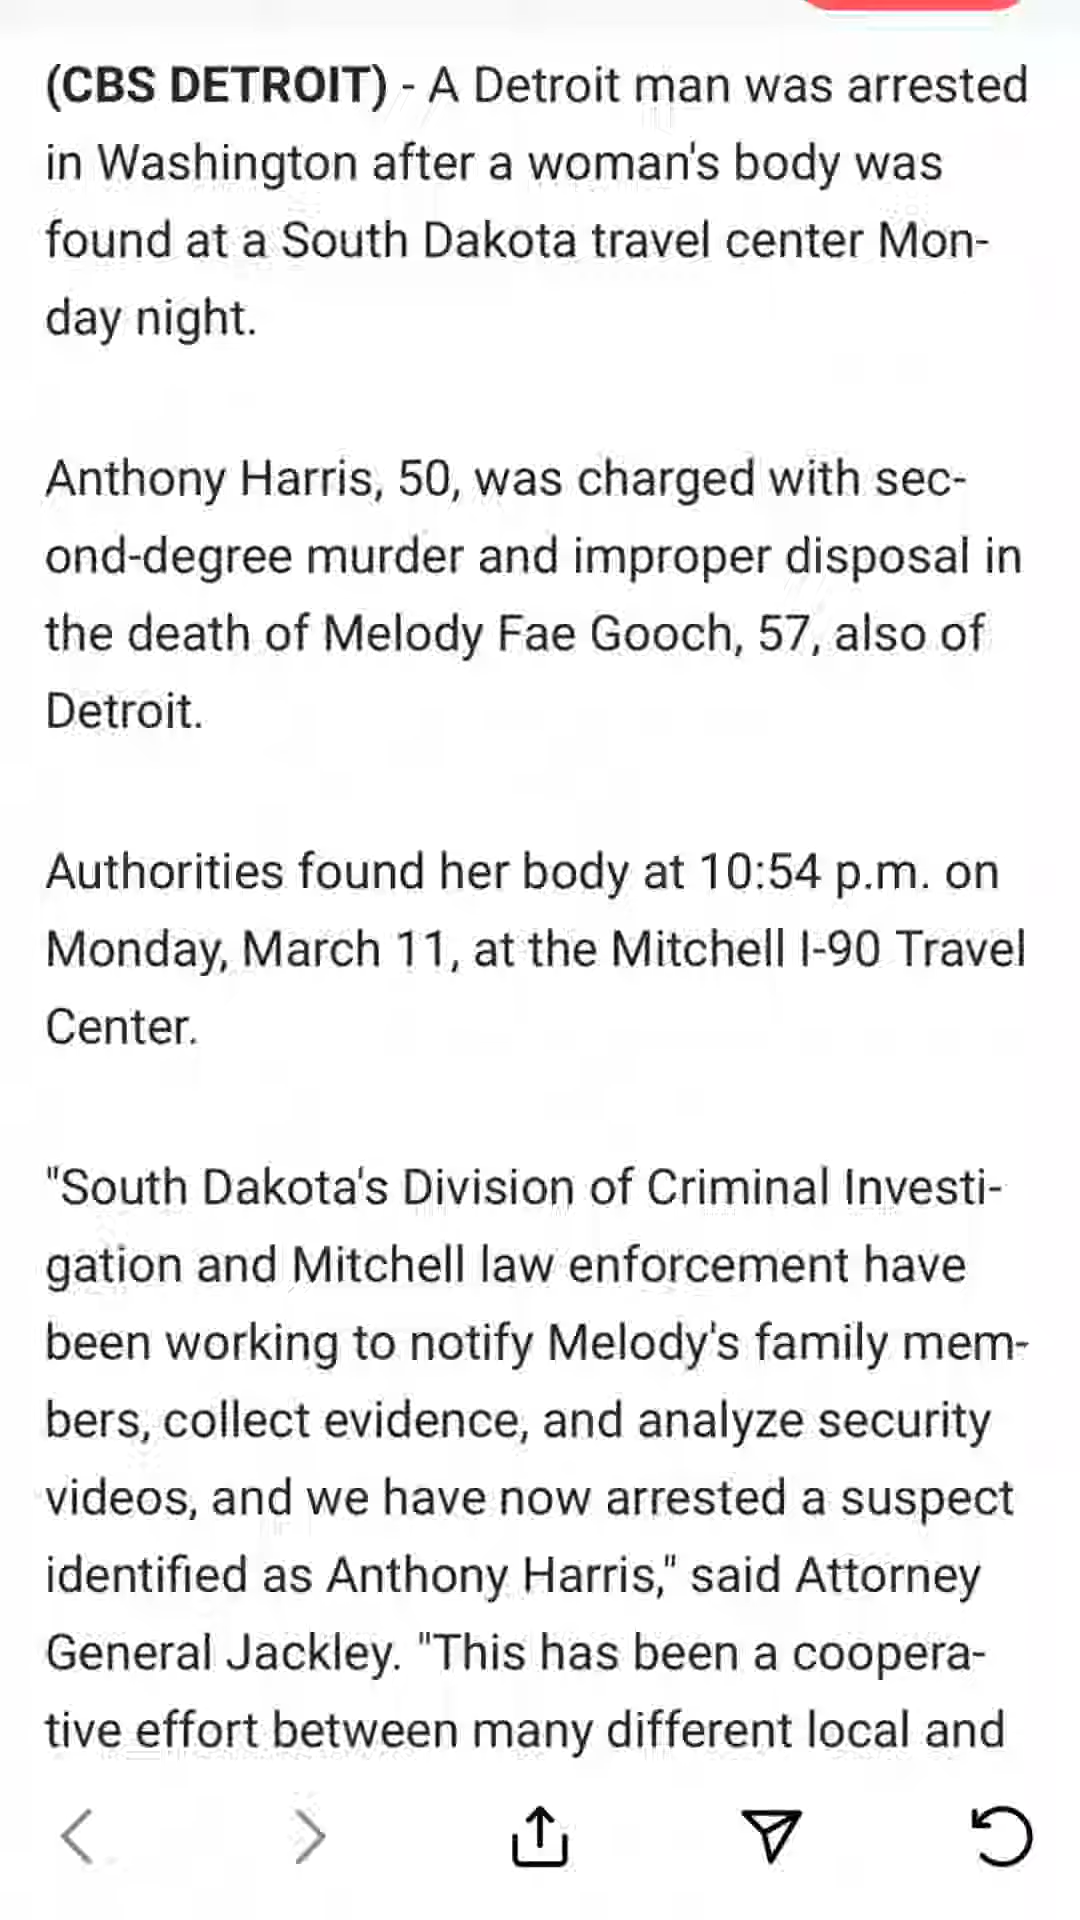 (CBS DETROIT) - A Detroit man was arrested
in Washington after a woman's body was
found at a South Dakota travel center Mon-
day night.
Anthony Harris, 50, was charged with sec-
ond-degree murder and improper disposal in
the death of Melody Fae Gooch, 57, also of
Detroit.
Authorities found her body at 10:54 p.m. on
Monday, March 11, at the Mitchell I-90 Travel
Center.
"South Dakota's Division of Criminal Investi-
gation and Mitchell law enforcement have
been working to notify Melody's family mem-
bers, collect evidence, and analyze security
videos, and we have now arrested a suspect
identified as Anthony Harris," said Attorney
General Jackley. "This has been a coopera-
tive effort between many different local and